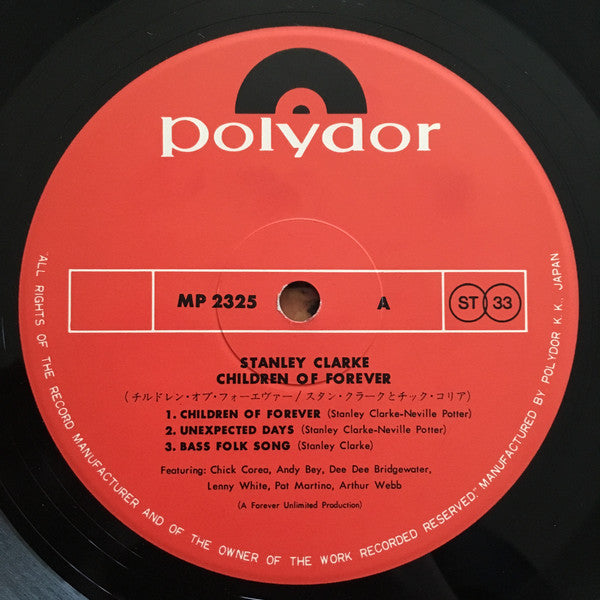 polydor
MP 2325 A ST 33
STANLEY CLARKE
CHILDREN OF FOREVER
(チルドレン・オブ・フォーエヴァー/スタン・クラークとチック・コリア)
1. CHILDREN OF FOREVER (Stanley Clarke-Neville Potter)
2. UNEXPECTED DAYS (Stanley Clarke-Neville Potter)
3. BASS FOLK SONG (Stanley Clarke)
Featuring: Chick Corea, Andy Bey, Dee Dee Bridgewater,
Lenny White, Pat Martino, Arthur Webb
(A Forever Unlimited Production)
"ALL RIGHTS OF THE RECORD MANUFACTURER AND OF THE OWNER OF THE WORK RECORDED RESERVED." MANUFACTURED BY POLYDOR K. K., JAPAN